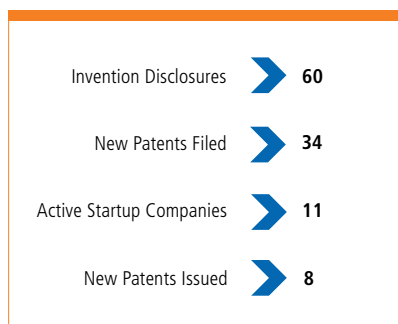 Invention Disclosures 60
New Patents Filed 34
Active Startup Companies 11
New Patents Issued 8